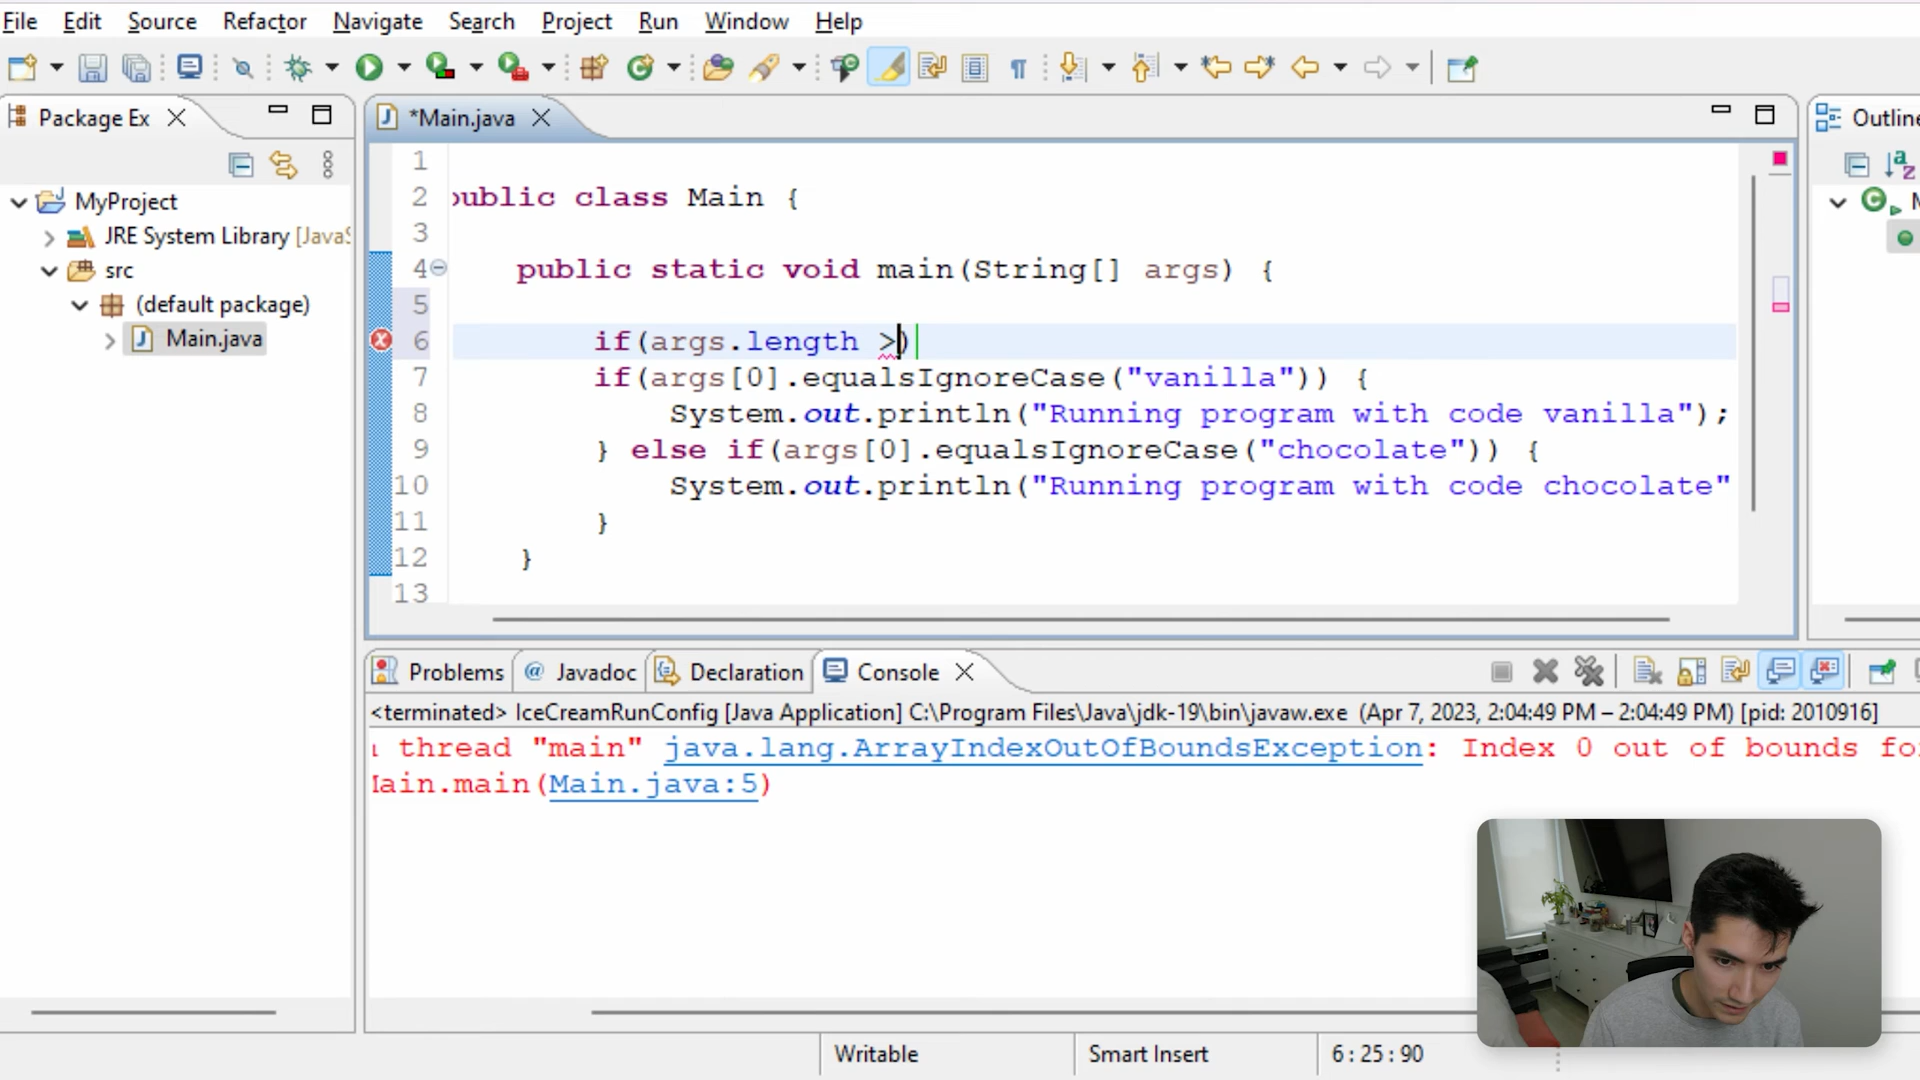 File Edit Source Refactor Navigate Search Project Run Window Help
Package Ex
*Main.java
Outline
MyProject
JRE System Library [JavaS
src
(default package)
Main.java
1
2 public class Main {
3
4 public static void main(String[] args) {
5
6 if(args.length >)
7 if(args[0].equalsIgnoreCase("vanilla")) {
8 System.out.println("Running program with code vanilla");
9 } else if(args[0].equalsIgnoreCase("chocolate")) {
10 System.out.println("Running program with code chocolate"
11 }
12 }
13
Problems @ Javadoc Declaration Console
<terminated> IceCreamRunConfig [Java Application] C:\Program Files\Java\jdk-19\bin\javaw.exe (Apr 7, 2023, 2:04:49 PM – 2:04:49 PM) [pid: 2010916]
thread "main" java.lang.ArrayIndexOutOfBoundsException: Index 0 out of bounds fo
Main.main(Main.java:5)
Writable Smart Insert 6 : 25 : 90